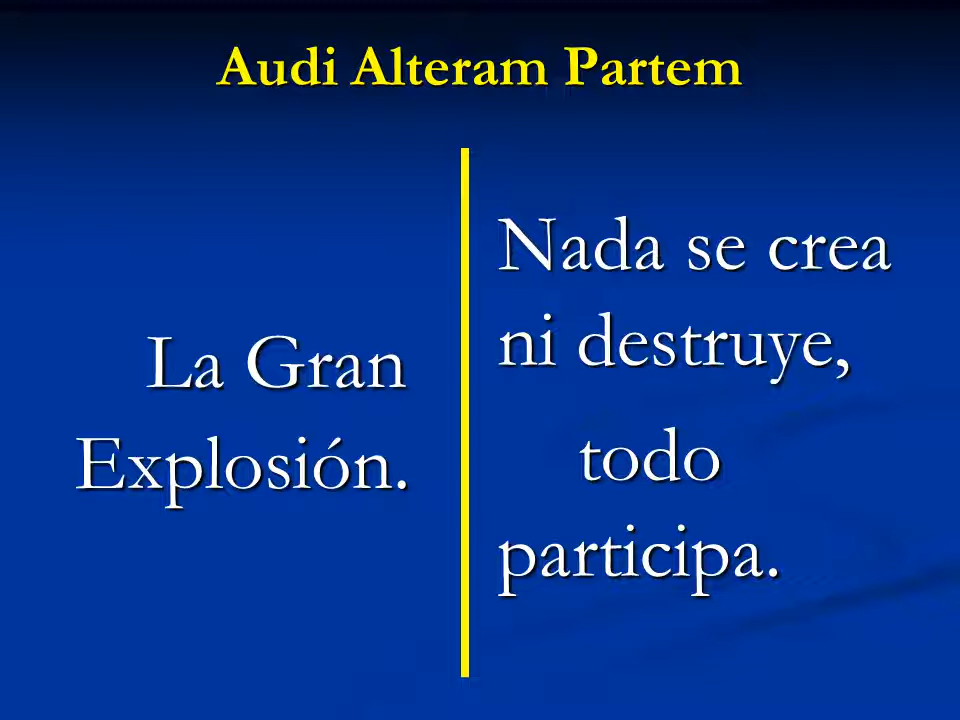 Audi Alteram Partem
La Gran
Explosión.
Nada se crea
ni destruye,
todo
participa.